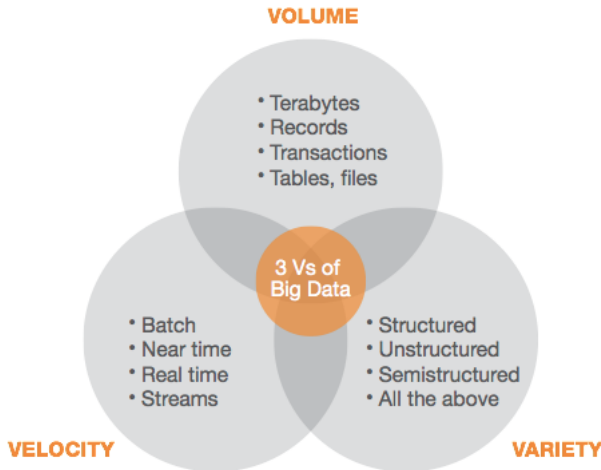 VOLUME
• Terabytes
• Records
• Transactions
• Tables, files
3 Vs of
Big Data
• Batch
• Near time
• Real time
• Streams
• Structured
• Unstructured
• Semistructured
• All the above
VELOCITY
VARIETY